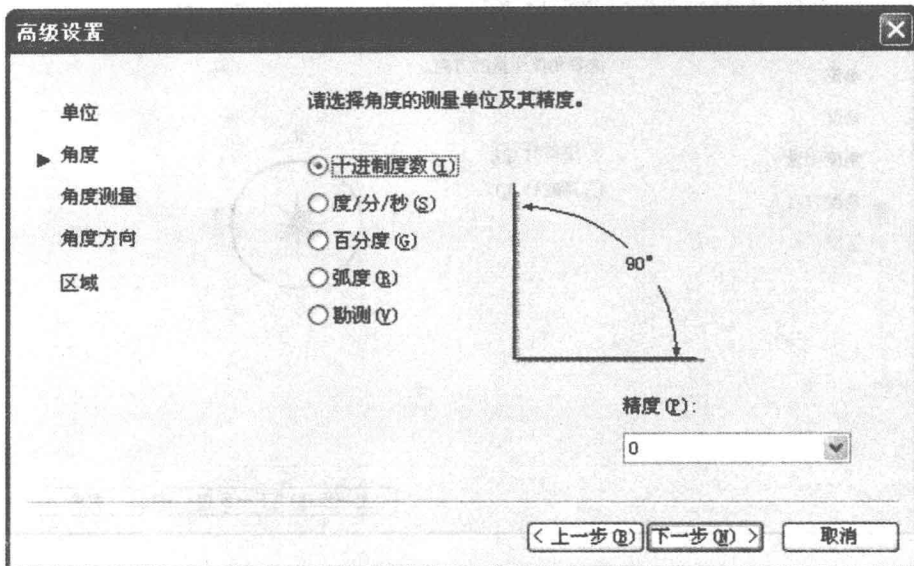 高级设置
单位
角度
角度测量
角度方向
区域
请选择角度的测量单位及其精度。
十进制度数(I)
度/分/秒(S)
百分度(G)
弧度(R)
勘测(V)
90°
精度(P):
0
< 上一步(B)
下一步(N) >
取消